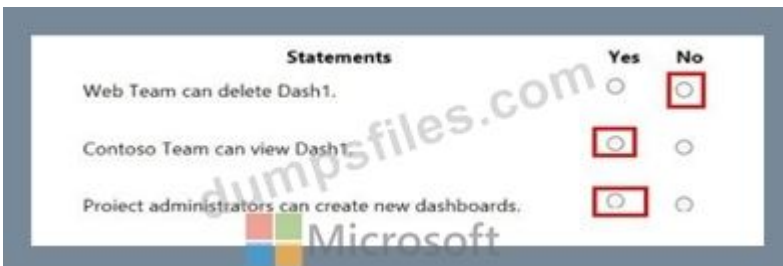 Statements Yes No
Web Team can delete Dash1.
Contoso Team can view Dash1.
Project administrators can create new dashboards.
dumpsfiles.com
Microsoft